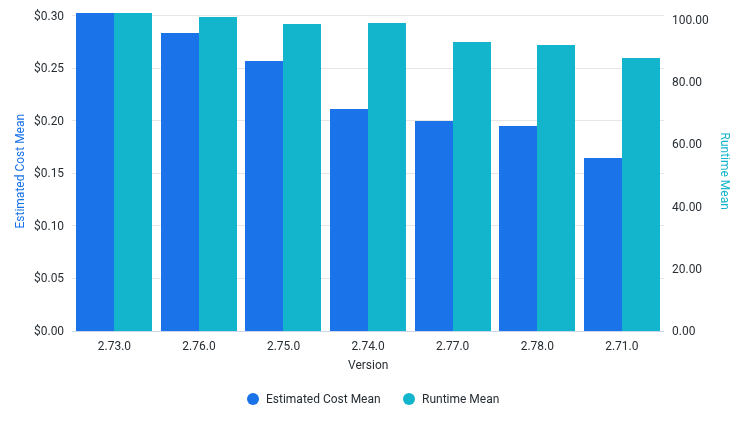 $0.30
$0.25
$0.20
$0.15
$0.10
$0.05
$0.00
Estimated Cost Mean
100.00
80.00
60.00
40.00
20.00
0.00
Runtime Mean
2.73.0 2.76.0 2.75.0 2.74.0 2.77.0 2.78.0 2.71.0
Version
Estimated Cost Mean Runtime Mean